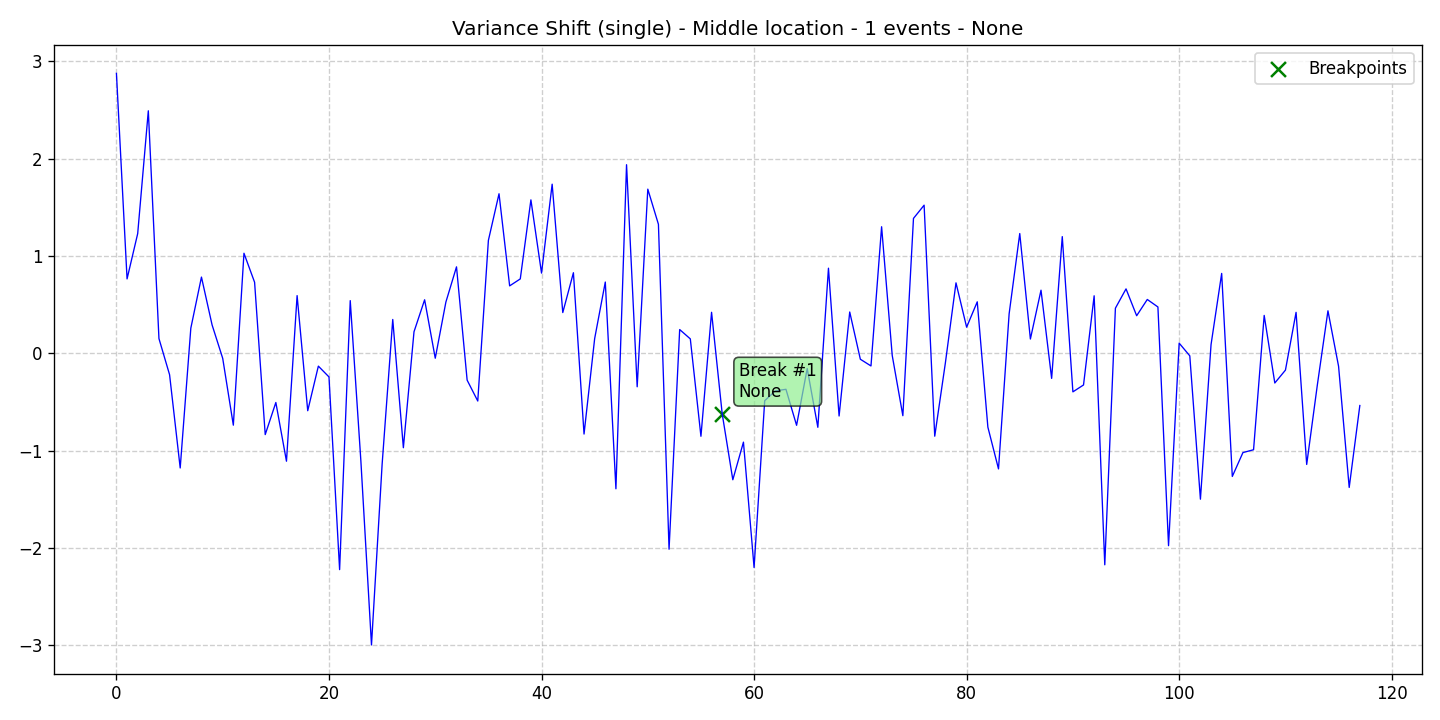 Variance Shift (single) - Middle location - 1 events - None
Breakpoints
3
2
1
0
−1
−2
−3
Break #1
None
0 20 40 60 80 100 120